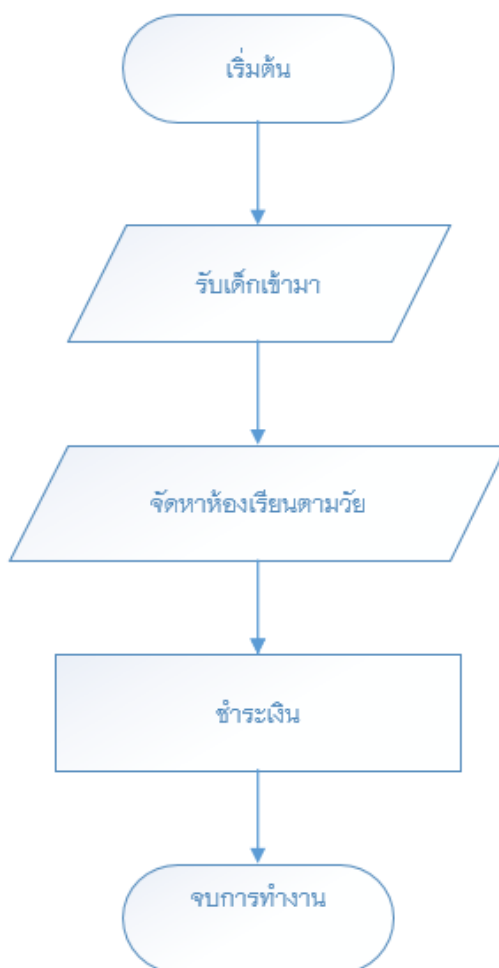 เริ่มต้น
รับเด็กเข้ามา
จัดหาห้องเรียนตามวัย
ชำระเงิน
จบการทำงาน